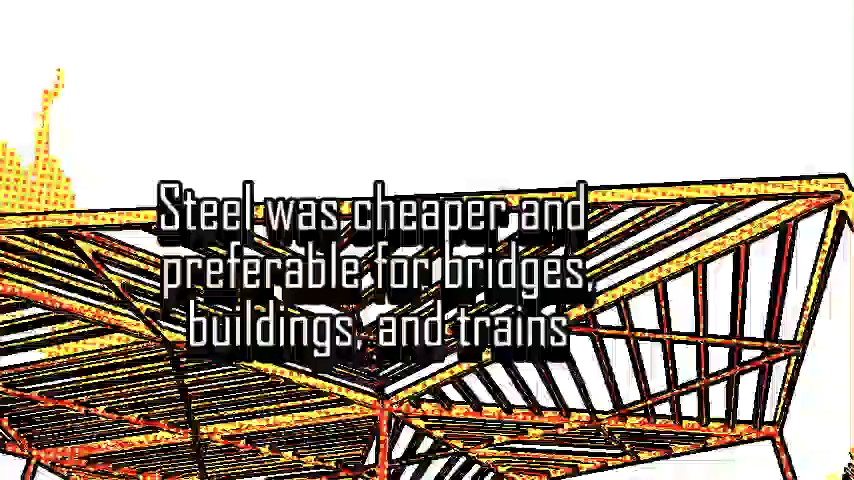 Steel was cheaper and
preferable for bridges,
buildings, and trains